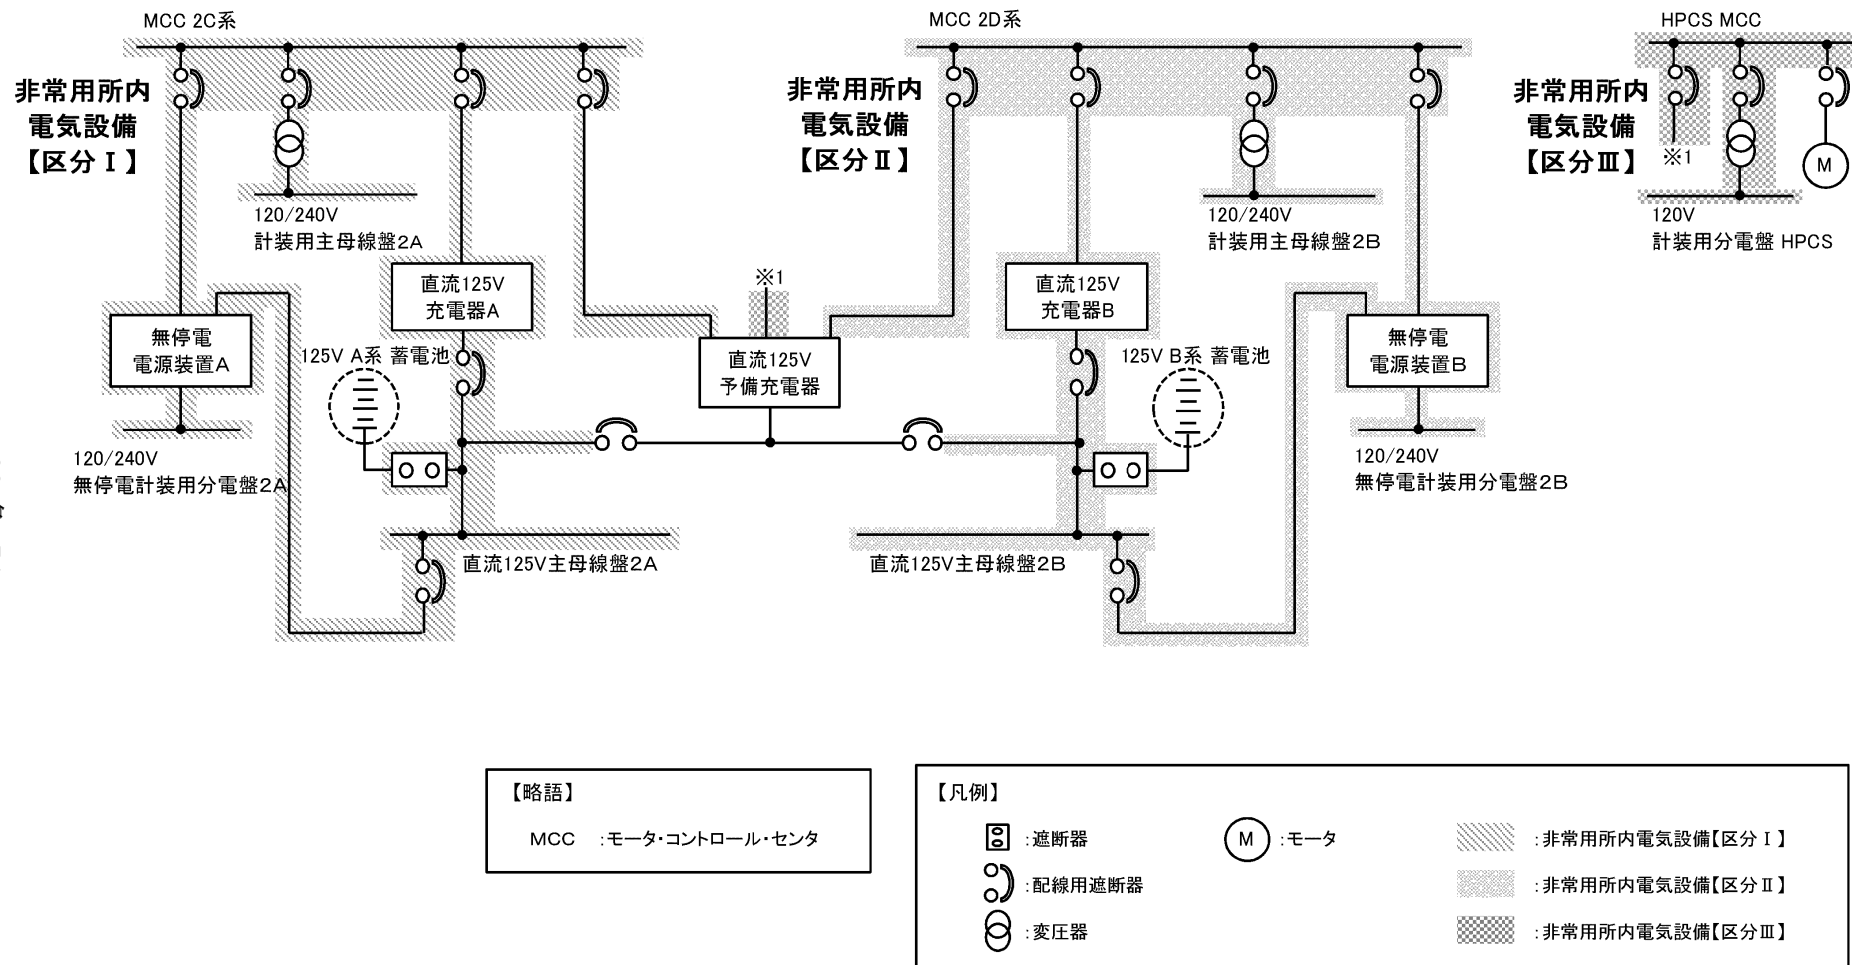 MCC 2C系
MCC 2D系
HPCS MCC
非常用所内
電気設備
【区分Ⅰ】
非常用所内
電気設備
【区分Ⅱ】
非常用所内
電気設備
【区分Ⅲ】
※1
M
120/240V
計装用主母線盤2A
120/240V
計装用主母線盤2B
120V
計装用分電盤 HPCS
直流125V
充電器A
※1
直流125V
充電器B
無停電
電源装置A
125V A系 蓄電池
直流125V
予備充電器
125V B系 蓄電池
無停電
電源装置B
120/240V
無停電計装用分電盤2A
120/240V
無停電計装用分電盤2B
直流125V主母線盤2A
直流125V主母線盤2B
【略語】
MCC :モータ・コントロール・センタ
【凡例】
:遮断器
:配線用遮断器
:変圧器
M :モータ
:非常用所内電気設備【区分Ⅰ】
:非常用所内電気設備【区分Ⅱ】
:非常用所内電気設備【区分Ⅲ】